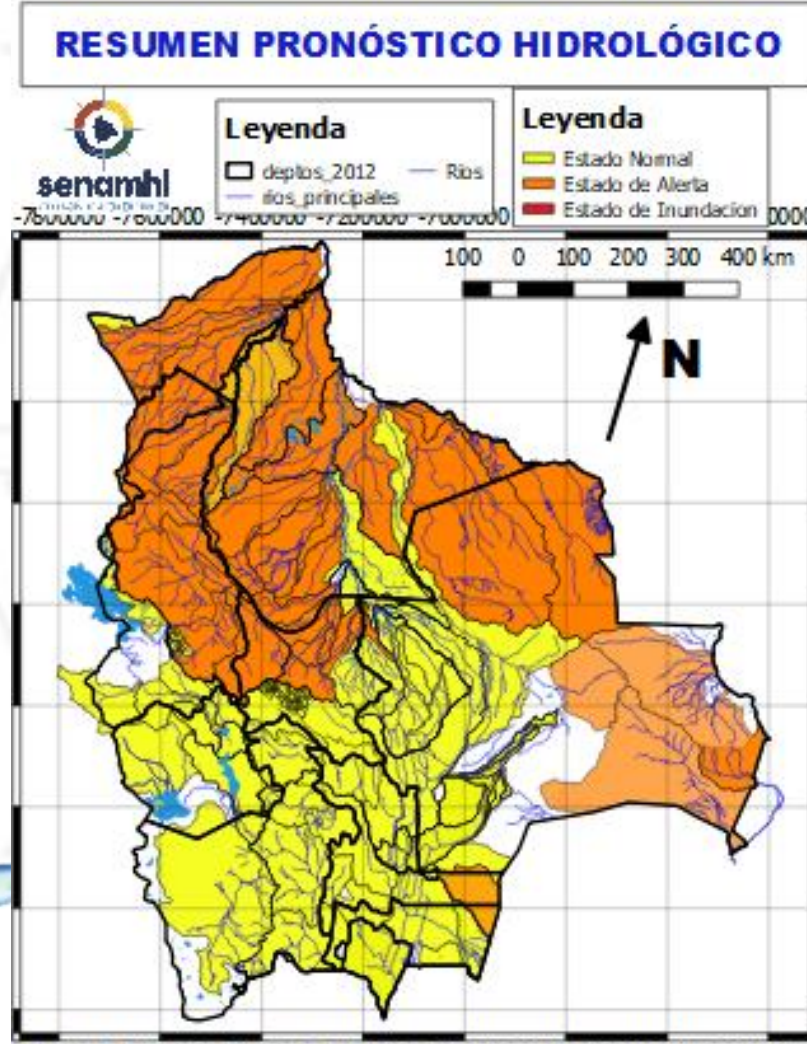 RESUMEN PRONÓSTICO HIDROLÓGICO
senamhi
Leyenda
deptos_2012
Rios
rios_principales
Leyenda
Estado Normal
Estado de Alerta
Estado de Inundacion
-7800000 -7600000 -7400000 -7200000 -7000000
100 0 100 200 300 400 km
N